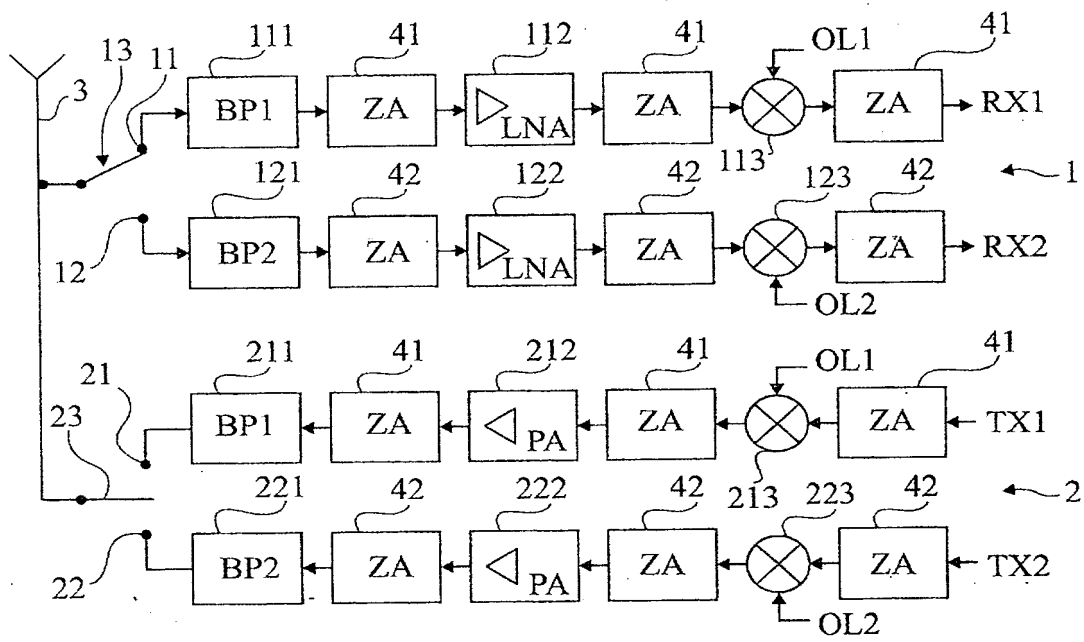 111 41 112 41 OL1 41
13 11
3
BP1 ZA LNA ZA ZA RX1
113
121 42 122 42 123 42 1
12
BP2 ZA LNA ZA ZA RX2
OL2
211 41 212 41 OL1 41
21
23
BP1 ZA PA ZA ZA TX1
213
221 42 222 42 223 42 2
22
BP2 ZA PA ZA ZA TX2
OL2